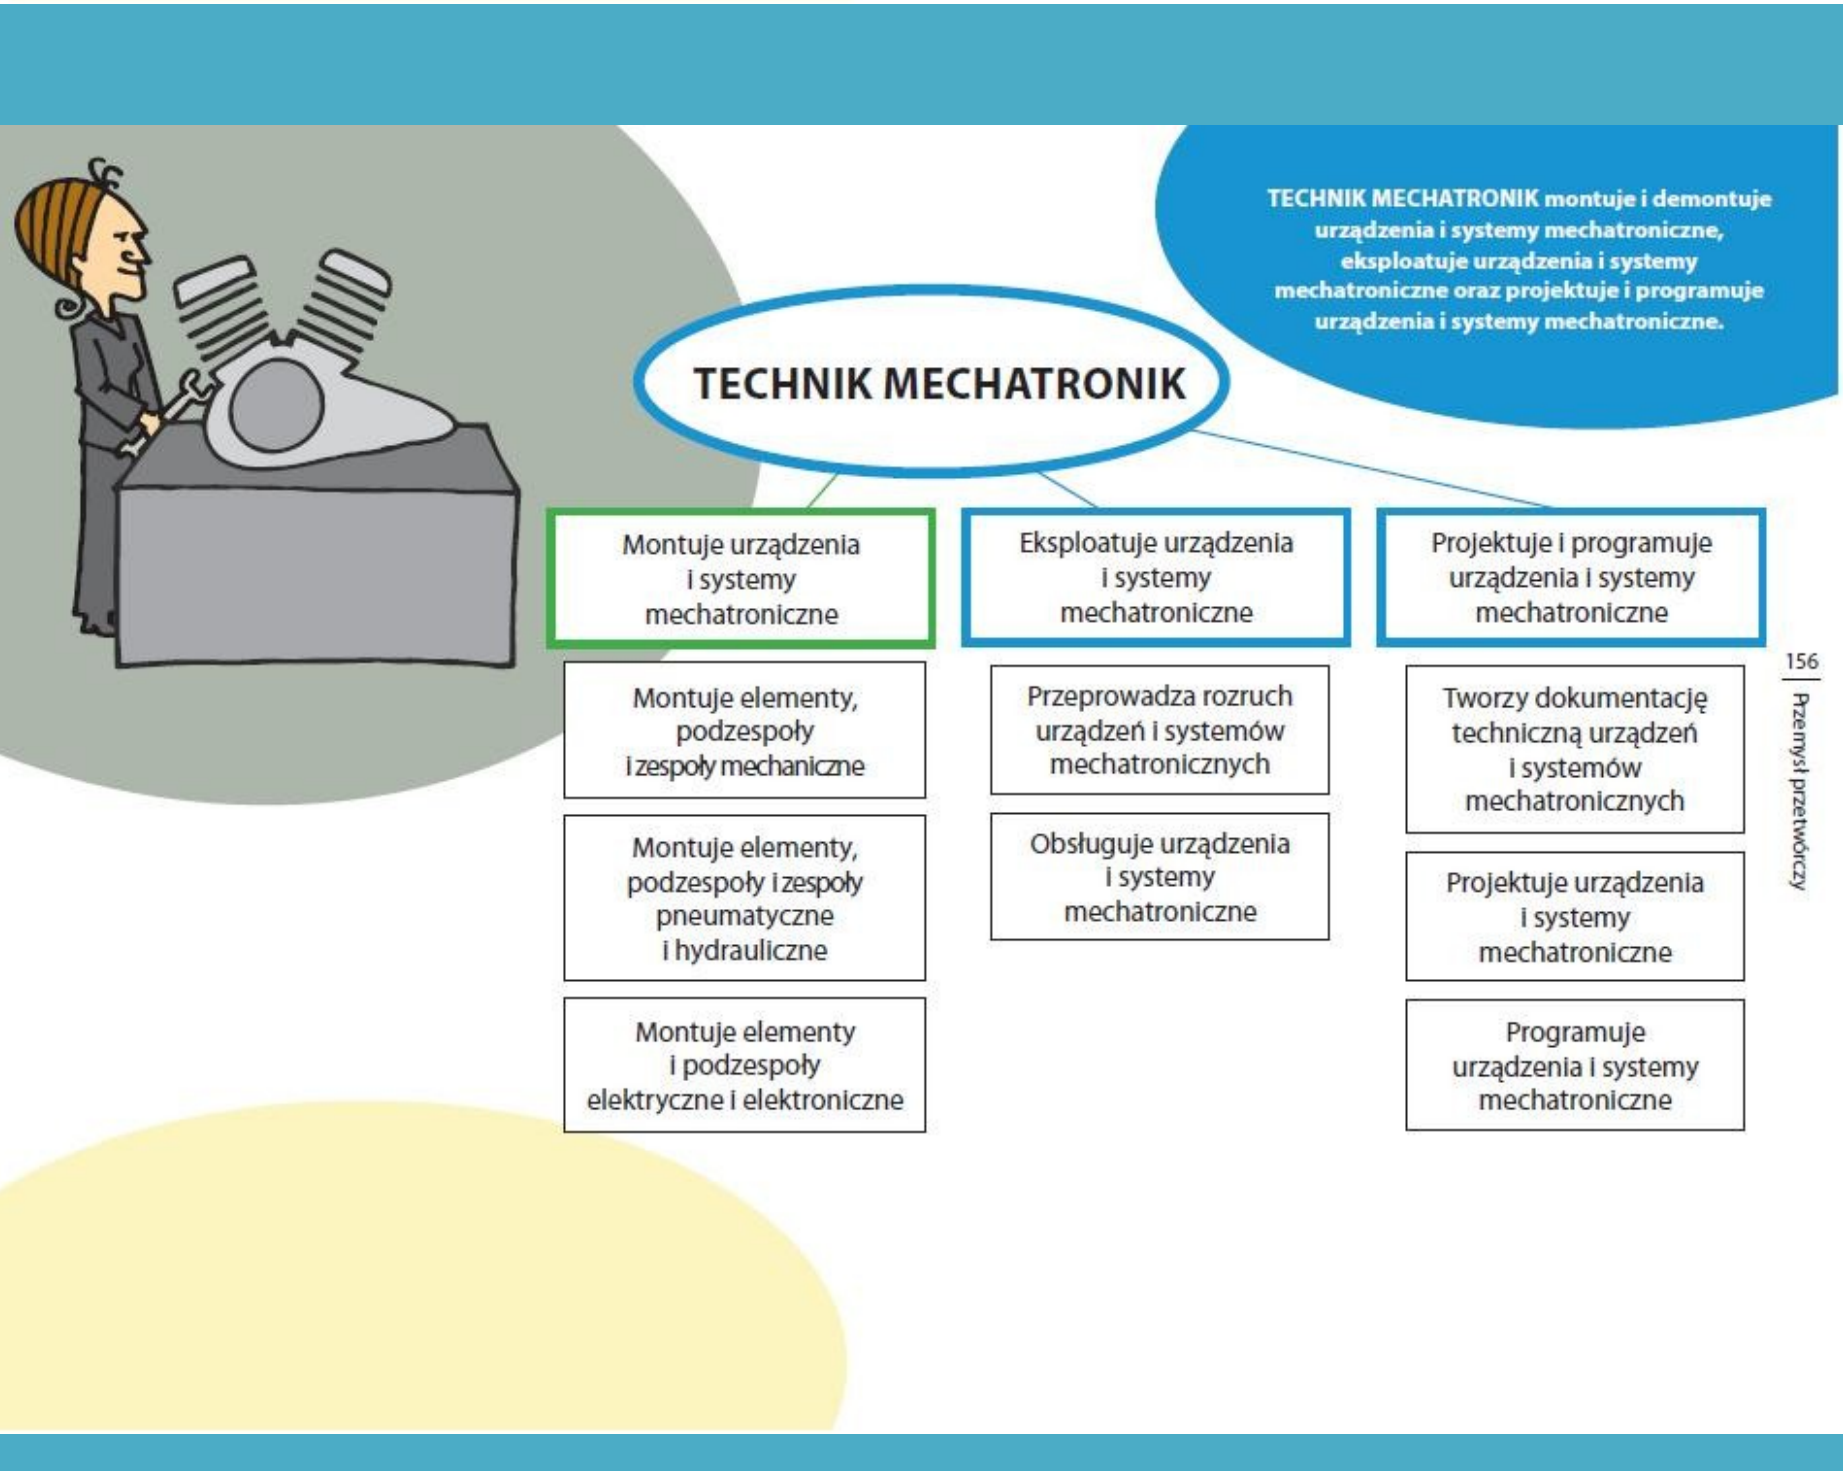 TECHNIK MECHATRONIK montuje i demontuje
urządzenia i systemy mechatroniczne,
eksploatuje urządzenia i systemy
mechatroniczne oraz projektuje i programuje
urządzenia i systemy mechatroniczne.
TECHNIK MECHATRONIK
Montuje urządzenia
i systemy
mechatroniczne
Montuje elementy,
podzespoły
i zespoły mechaniczne
Montuje elementy,
podzespoły i zespoły
pneumatyczne
i hydrauliczne
Montuje elementy
i podzespoły
elektryczne i elektroniczne
Eksploatuje urządzenia
i systemy
mechatroniczne
Przeprowadza rozruch
urządzeń i systemów
mechatronicznych
Obsługuje urządzenia
i systemy
mechatroniczne
Projektuje i programuje
urządzenia i systemy
mechatroniczne
Tworzy dokumentację
techniczną urządzeń
i systemów
mechatronicznych
Projektuje urządzenia
i systemy
mechatroniczne
Programuje
urządzenia i systemy
mechatroniczne
156
Przemysł przetwórczy